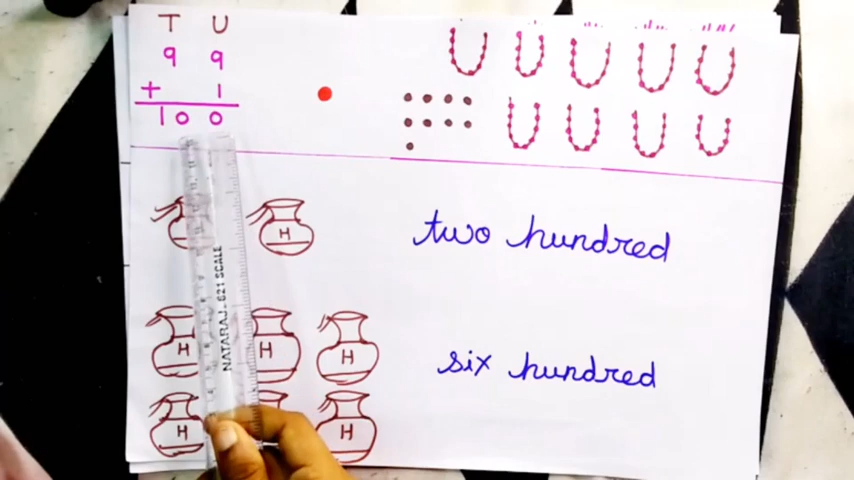 T U
9 9
+ 1
1 0 0
H
two hundred
H H H
six hundred
H H
NATARAJ 621 SCALE